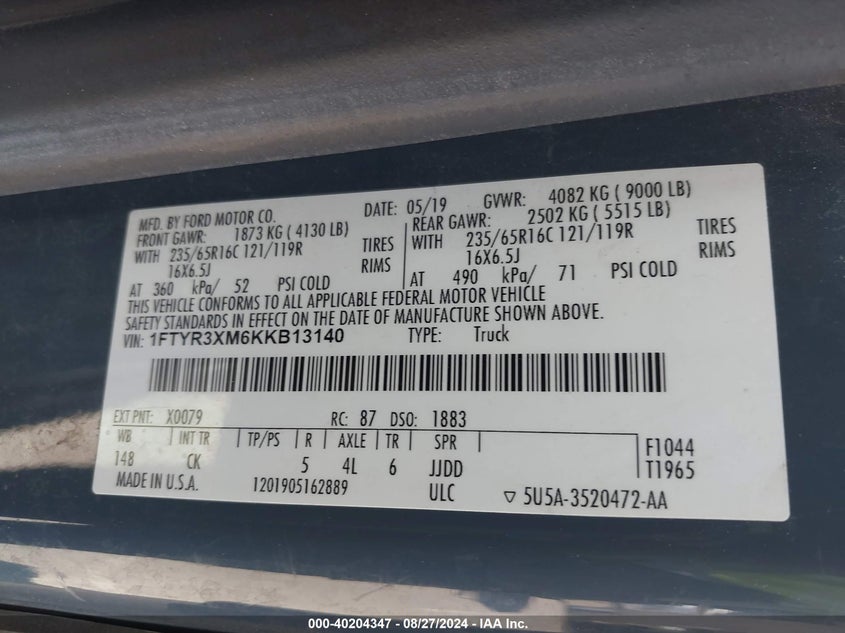 MFD. BY FORD MOTOR CO. DATE: 05/19 GVWR: 4082 KG ( 9000 LB)
FRONT GAWR: 1873 KG ( 4130 LB) REAR GAWR: 2502 KG ( 5515 LB)
WITH 235/65R16C 121/119R TIRES WITH 235/65R16C 121/119R TIRES
16X6.5J RIMS 16X6.5J RIMS
AT 360 kPa/ 52 PSI COLD AT 490 kPa/ 71 PSI COLD
THIS VEHICLE CONFORMS TO ALL APPLICABLE FEDERAL MOTOR VEHICLE
SAFETY STANDARDS IN EFFECT ON THE DATE OF MANUFACTURE SHOWN ABOVE.
VIN: 1FTYR3XM6KKB13140 TYPE: Truck
EXT PNT: X0079 RC: 87 DSO: 1883
WB INT TR TP/PS R AXLE TR SPR F1044
148 CK 5 4L 6 JJDD T1965
MADE IN U.S.A. 1201905162889 ULC ▽ 5U5A-3520472-AA
000-40204347 - 08/27/2024 - IAA Inc.